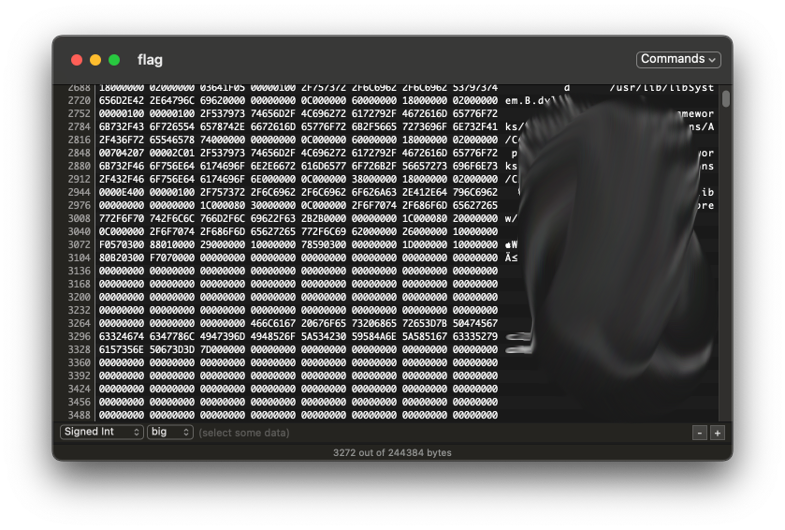 flag
Commands
2688 18000000 02000000 03641F05 00000100 2F757372 2F6C6962 2F6C6962 53797374 d /usr/lib/libSyst
2720 656D2E42 2E64796C 69620000 00000000 0C000000 60000000 18000000 02000000 em.B.dyl
2752 00000100 00000100 2F537973 74656D2F 4C696272 6172792F 4672616D 65776F72 amewor
2784 6B732F43 6F726554 6578742E 6672616D 65776F72 6B2F5665 7273696F 6E732F41 ks/ ns/A
2816 2F436F72 65546578 74000000 00000000 0C000000 60000000 18000000 02000000 /C
2848 00704207 00002C01 2F537973 74656D2F 4C696272 6172792F 4672616D 65776F72 p wor
2880 6B732F46 6F756E64 6174696F 6E2E6672 616D6577 6F726B2F 56657273 696F6E73 ks ons
2912 2F432F46 6F756E64 6174696F 6E000000 0C000000 38000000 18000000 02000000 /C
2944 0000E400 00000100 2F757372 2F6C6962 2F6C6962 6F626A63 2E412E64 796C6962 ib
2976 00000000 00000000 1C000080 30000000 0C000000 2F6F7074 2F686F6D 65627265 bre
3008 772F6F70 742F6C6C 766D2F6C 69622F63 2B2B0000 00000000 1C000080 20000000 w/
3040 0C000000 2F6F7074 2F686F6D 65627265 772F6C69 62000000 26000000 10000000
3072 F0570300 88010000 29000000 10000000 78590300 00000000 1D000000 10000000 W
3104 80B20300 F7070000 00000000 00000000 00000000 00000000 00000000 00000000 Ä≤
3136 00000000 00000000 00000000 00000000 00000000 00000000 00000000 00000000
3168 00000000 00000000 00000000 00000000 00000000 00000000 00000000 00000000
3200 00000000 00000000 00000000 00000000 00000000 00000000 00000000 00000000
3232 00000000 00000000 00000000 00000000 00000000 00000000 00000000 00000000
3264 00000000 00000000 00000000 466C6167 20676F65 73206865 72653D7B 50474567
3296 63324674 6347786C 4947396D 4948526F 5A534230 59584A6E 5A585167 63335279
3328 6157356E 50673D3D 7D000000 00000000 00000000 00000000 00000000 00000000
3360 00000000 00000000 00000000 00000000 00000000 00000000 00000000 00000000
3392 00000000 00000000 00000000 00000000 00000000 00000000 00000000 00000000
3424 00000000 00000000 00000000 00000000 00000000 00000000 00000000 00000000
3456 00000000 00000000 00000000 00000000 00000000 00000000 00000000 00000000
3488 00000000 00000000 00000000 00000000 00000000 00000000 00000000 00000000
Signed Int big (select some data) - +
3272 out of 244384 bytes